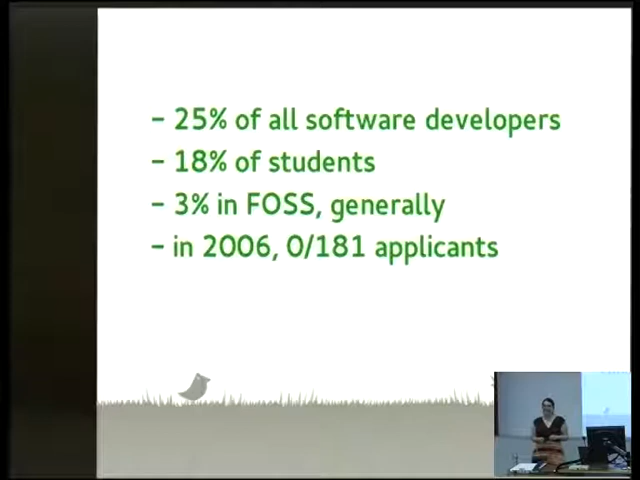 - 25% of all software developers
- 18% of students
- 3% in FOSS, generally
- in 2006, 0/181 applicants